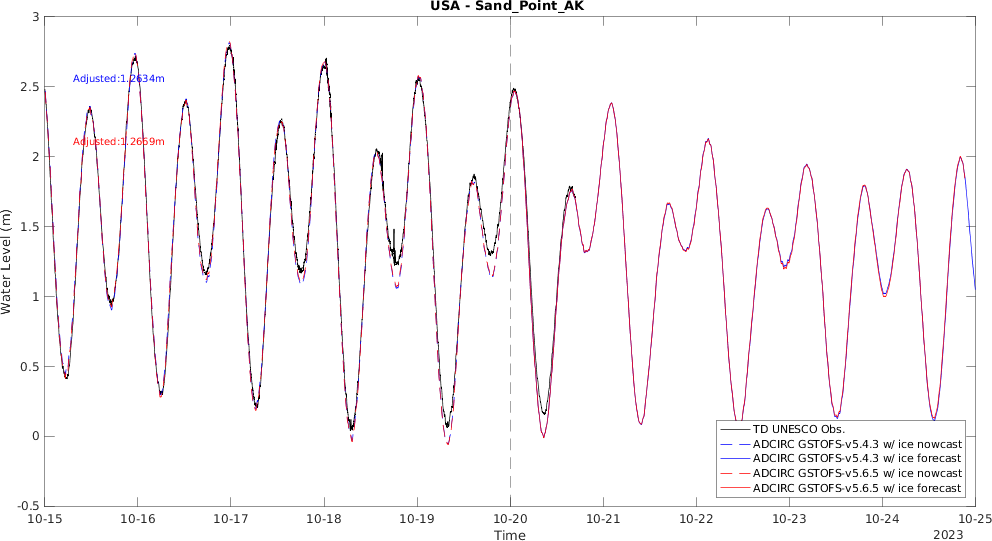 USA - Sand_Point_AK
3
2.5
2
1.5
1
0.5
0
-0.5
Water Level (m)
Adjusted:1.2634m
Adjusted:1.2659m
TD UNESCO Obs.
ADCIRC GSTOFS-v5.4.3 w/ ice nowcast
ADCIRC GSTOFS-v5.4.3 w/ ice forecast
ADCIRC GSTOFS-v5.6.5 w/ ice nowcast
ADCIRC GSTOFS-v5.6.5 w/ ice forecast
10-15 10-16 10-17 10-18 10-19 10-20 10-21 10-22 10-23 10-24 10-25
Time
2023